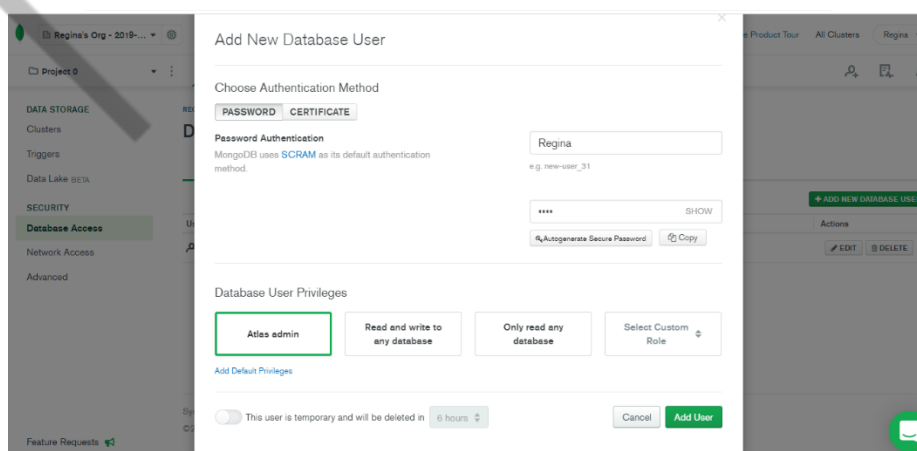 Regina's Org - 2019-...
Product Tour
All Clusters
Regina
Project 0
DATA STORAGE
Clusters
Triggers
Data Lake BETA
SECURITY
Database Access
Network Access
Advanced
Feature Requests
Add New Database User
Choose Authentication Method
PASSWORD CERTIFICATE
Password Authentication
MongoDB uses SCRAM as its default authentication
method.
Regina
e.g. new-user_31
•••• SHOW
Autogenerate Secure Password Copy
Database User Privileges
Atlas admin
Read and write to
any database
Only read any
database
Select Custom
Role
Add Default Privileges
This user is temporary and will be deleted in 6 hours
Cancel Add User
+ ADD NEW DATABASE USE
Actions
EDIT DELETE